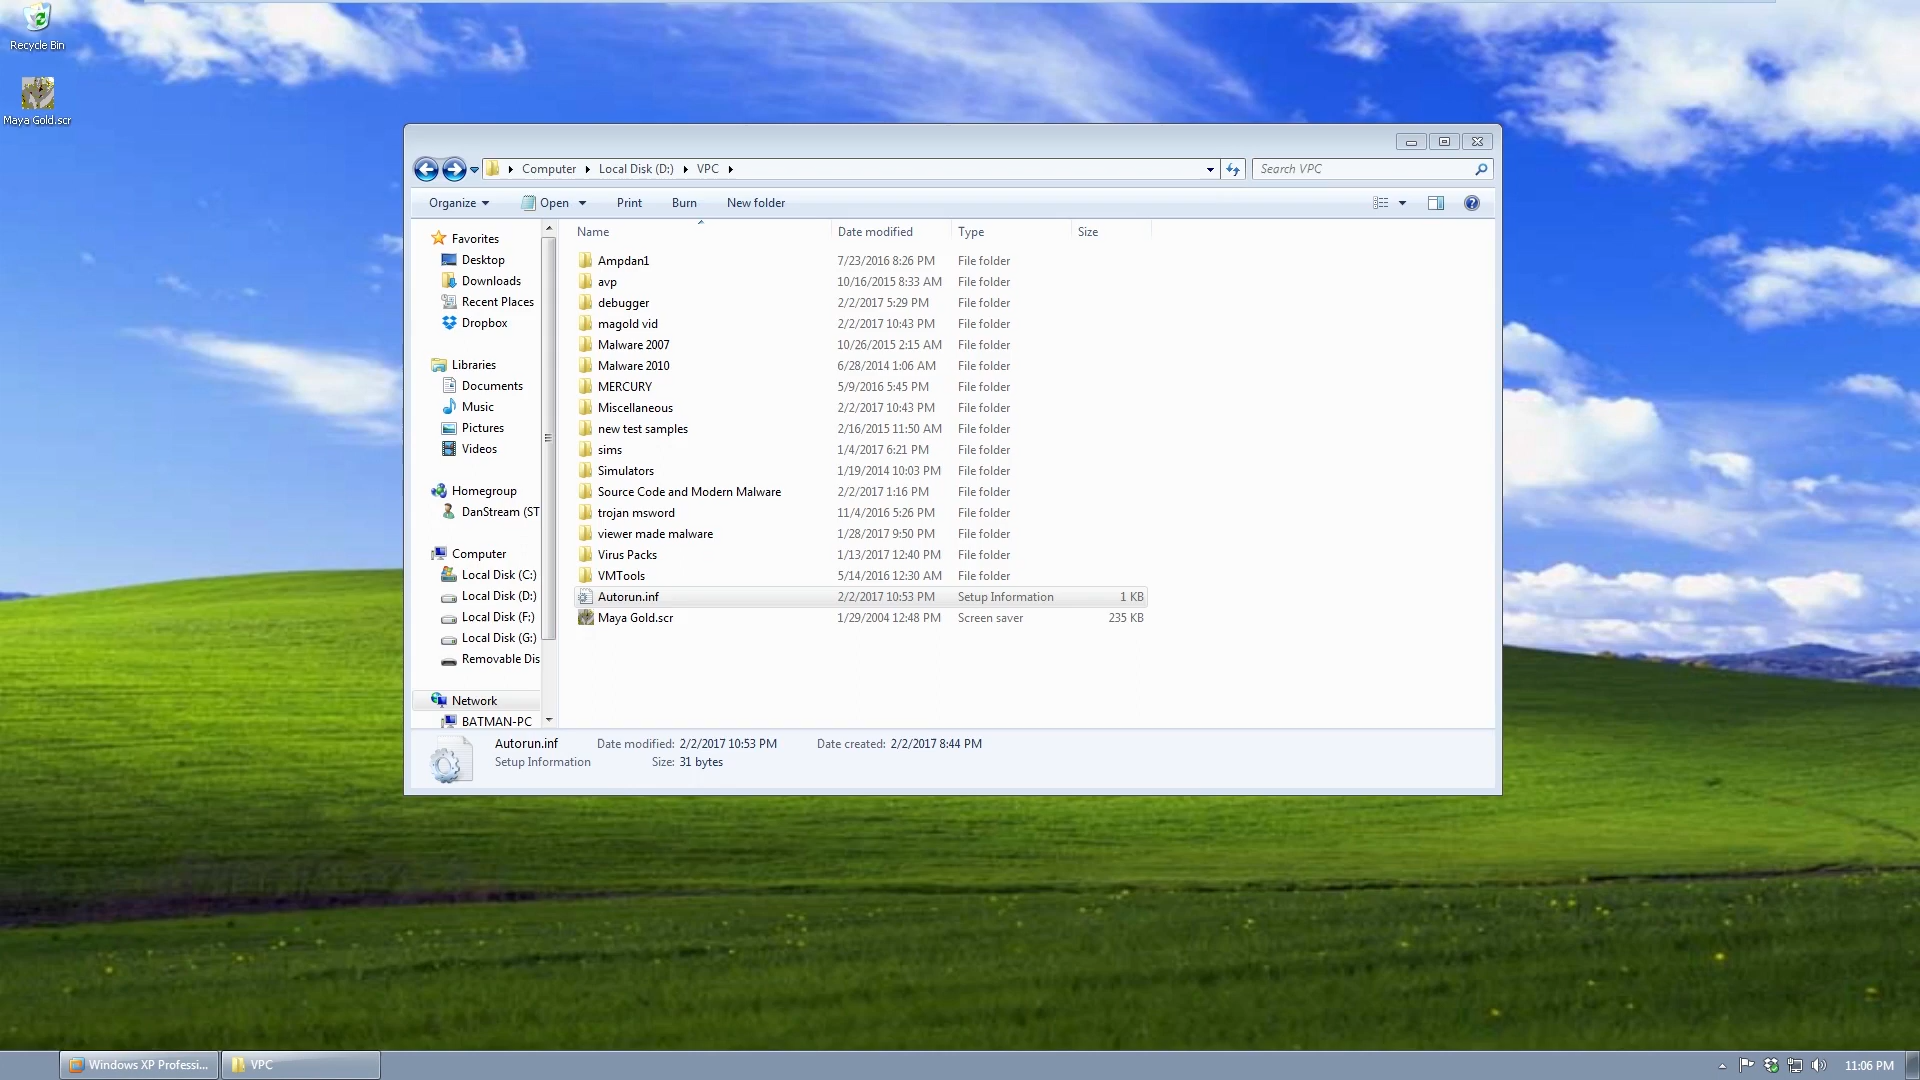 Recycle Bin
Maya Gold.scr
Computer Local Disk (D:) VPC
Search VPC
Organize Open Print Burn New folder
Name Date modified Type Size
Favorites
Desktop
Downloads
Recent Places
Dropbox
Libraries
Documents
Music
Pictures
Videos
Homegroup
DanStream (ST
Computer
Local Disk (C:)
Local Disk (D:)
Local Disk (F:)
Local Disk (G:)
Removable Dis
Network
BATMAN-PC
Ampdan1 7/23/2016 8:26 PM File folder
avp 10/16/2015 8:33 AM File folder
debugger 2/2/2017 5:29 PM File folder
magold vid 2/2/2017 10:43 PM File folder
Malware 2007 10/26/2015 2:15 AM File folder
Malware 2010 6/28/2014 1:06 AM File folder
MERCURY 5/9/2016 5:45 PM File folder
Miscellaneous 2/2/2017 10:43 PM File folder
new test samples 2/16/2015 11:50 AM File folder
sims 1/4/2017 6:21 PM File folder
Simulators 1/19/2014 10:03 PM File folder
Source Code and Modern Malware 2/2/2017 1:16 PM File folder
trojan msword 11/4/2016 5:26 PM File folder
viewer made malware 1/28/2017 9:50 PM File folder
Virus Packs 1/13/2017 12:40 PM File folder
VMTools 5/14/2016 12:30 AM File folder
Autorun.inf 2/2/2017 10:53 PM Setup Information 1 KB
Maya Gold.scr 1/29/2004 12:48 PM Screen saver 235 KB
Autorun.inf Date modified: 2/2/2017 10:53 PM Date created: 2/2/2017 8:44 PM
Setup Information Size: 31 bytes
Windows XP Professi... VPC 11:06 PM